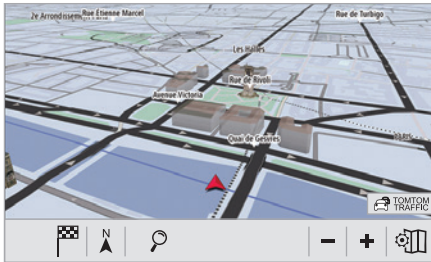 2e Arrondissem
Rue Étienne Marcel
Rue de Turbigo
Les Halles
Rue de Rivoli
Avenue Victoria
Quai de Gesvres
TOMTOM
TRAFFIC
N